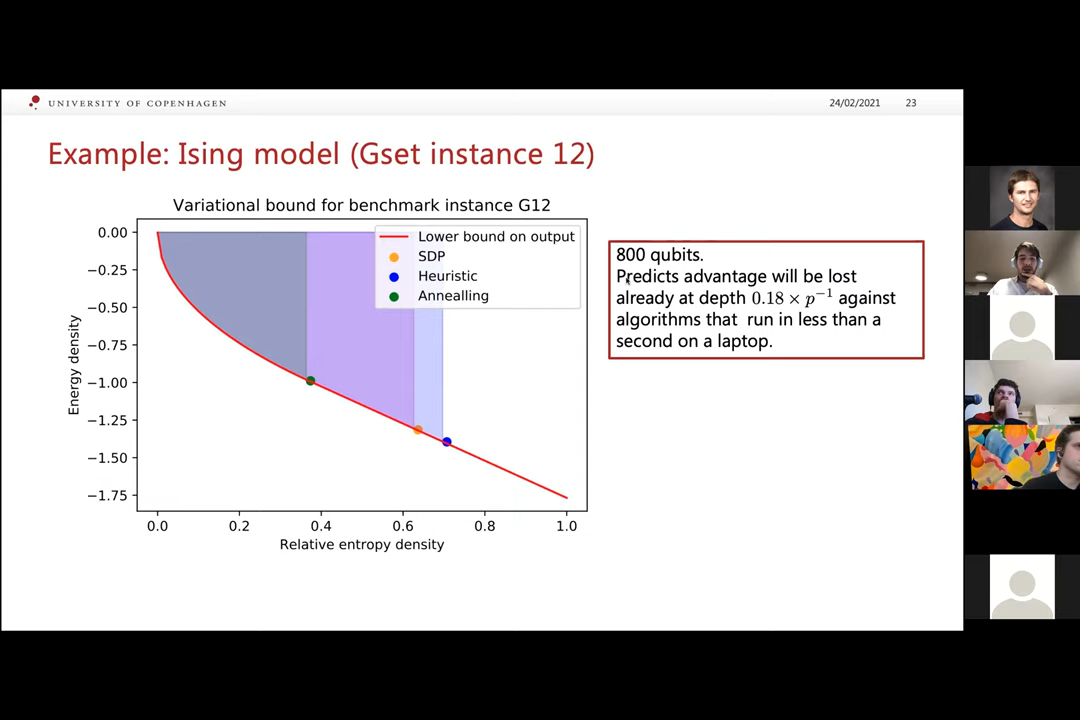 UNIVERSITY OF COPENHAGEN
24/02/2021 23
Example: Ising model (Gset instance 12)
Variational bound for benchmark instance G12
Lower bound on output
SDP
Heuristic
Annealling
0.00
−0.25
−0.50
−0.75
−1.00
−1.25
−1.50
−1.75
Energy density
0.0 0.2 0.4 0.6 0.8 1.0
Relative entropy density
800 qubits.
Predicts advantage will be lost
already at depth 0.18 × p⁻¹ against
algorithms that run in less than a
second on a laptop.